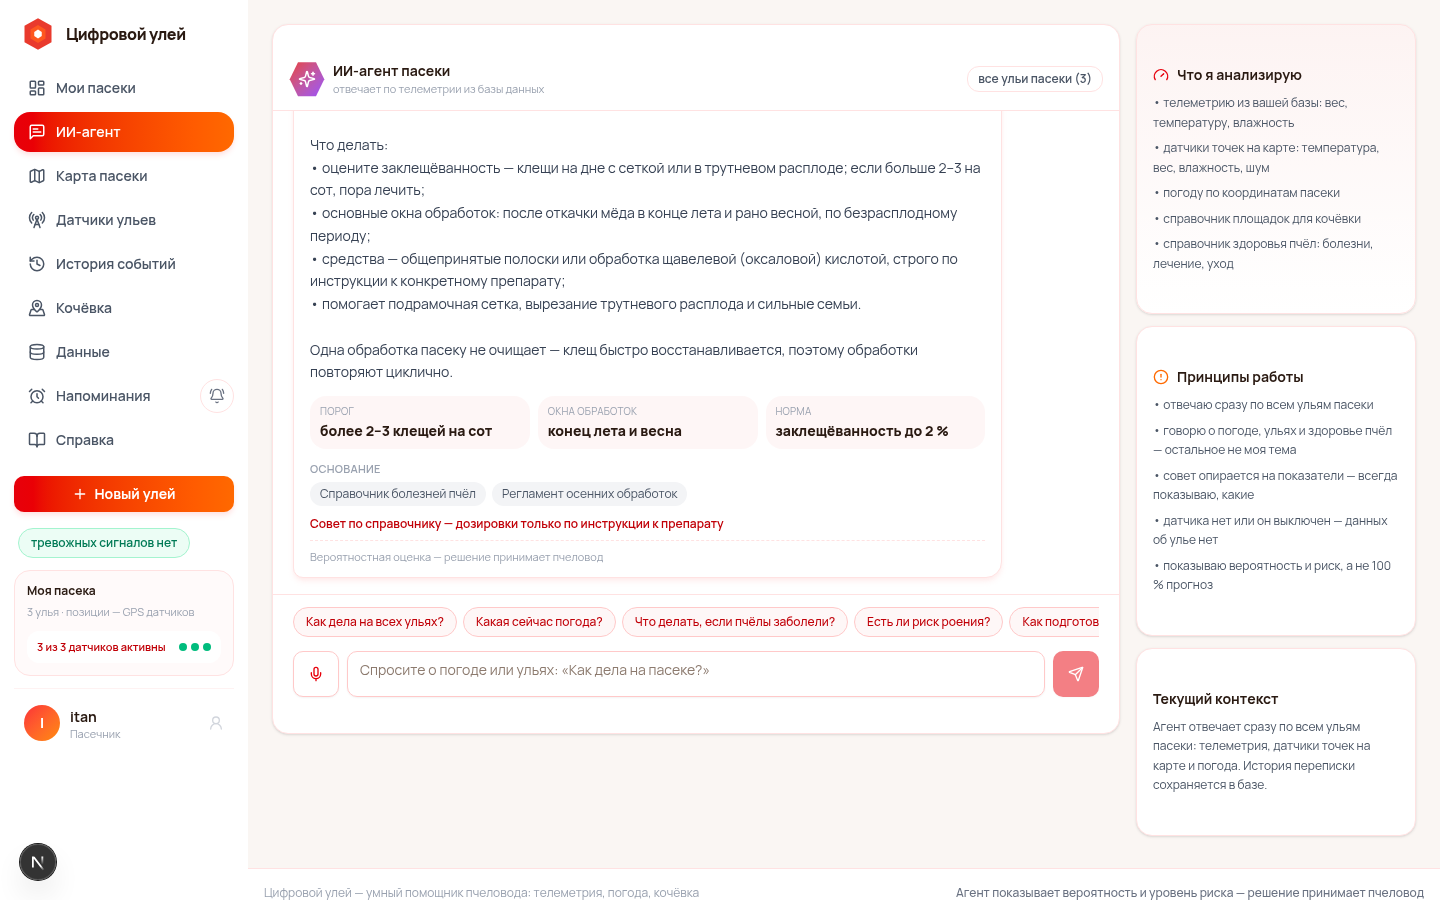 Цифровой улей
Мои пасеки
ИИ-агент
Карта пасеки
Датчики ульев
История событий
Кочёвка
Данные
Напоминания
Справка
+ Новый улей
тревожных сигналов нет
Моя пасека
3 улья · позиции — GPS датчиков
3 из 3 датчиков активны
I
itan
Пасечник
N
ИИ-агент пасеки
отвечает по телеметрии из базы данных
все ульи пасеки (3)
Что делать:
• оцените заклещёванность — клещи на дне с сеткой или в трутневом расплоде; если больше 2–3 на
сот, пора лечить;
• основные окна обработок: после откачки мёда в конце лета и рано весной, по безрасплодному
периоду;
• средства — общепринятые полоски или обработка щавелевой (оксаловой) кислотой, строго по
инструкции к конкретному препарату;
• помогает подрамочная сетка, вырезание трутневого расплода и сильные семьи.
Одна обработка пасеку не очищает — клещ быстро восстанавливается, поэтому обработки
повторяют циклично.
ПОРОГ
более 2–3 клещей на сот
ОКНА ОБРАБОТОК
конец лета и весна
НОРМА
заклещёванность до 2 %
ОСНОВАНИЕ
Справочник болезней пчёл
Регламент осенних обработок
Совет по справочнику — дозировки только по инструкции к препарату
Вероятностная оценка — решение принимает пчеловод
Как дела на всех ульях?
Какая сейчас погода?
Что делать, если пчёлы заболели?
Есть ли риск роения?
Как подготов
Спросите о погоде или ульях: «Как дела на пасеке?»
Что я анализирую
• телеметрию из вашей базы: вес,
температуру, влажность
• датчики точек на карте: температура,
вес, влажность, шум
• погоду по координатам пасеки
• справочник площадок для кочёвки
• справочник здоровья пчёл: болезни,
лечение, уход
Принципы работы
• отвечаю сразу по всем ульям пасеки
• говорю о погоде, ульях и здоровье пчёл
— остальное не моя тема
• совет опирается на показатели — всегда
показываю, какие
• датчика нет или он выключен — данных
об улье нет
• показываю вероятность и риск, а не 100
% прогноз
Текущий контекст
Агент отвечает сразу по всем ульям
пасеки: телеметрия, датчики точек на
карте и погода. История переписки
сохраняется в базе.
Цифровой улей — умный помощник пчеловода: телеметрия, погода, кочёвка
Агент показывает вероятность и уровень риска — решение принимает пчеловод